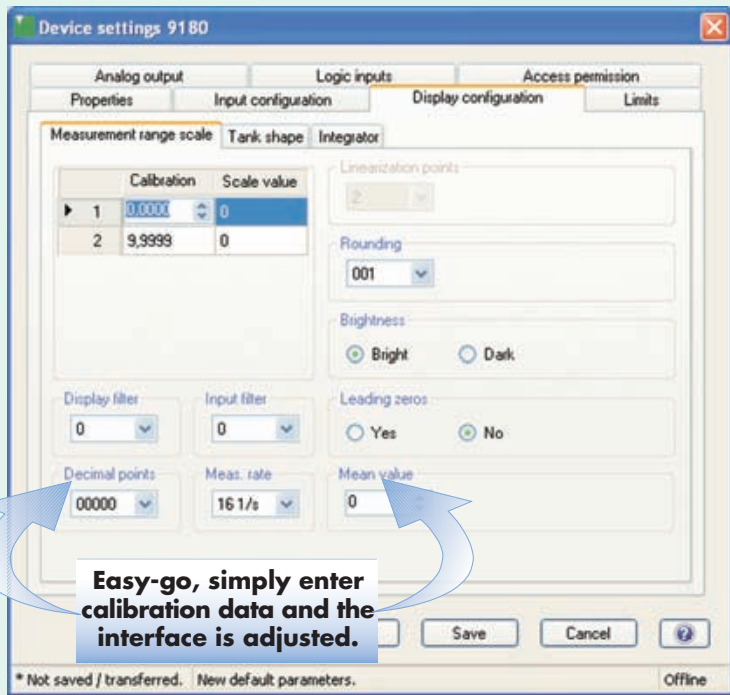 Device settings 9180
Analog output Logic inputs Access permission
Properties Input configuration Display configuration Limits
Measurement range scale Tank shape Integrator
Calibration Scale value
1 0,0000 0
2 9,9999 0
Linearization points
2
Rounding
001
Brightness
Bright Dark
Display filter Input filter Leading zeros
0 0 Yes No
Decimal points Meas. rate Mean value
00000 16 1/s 0
Easy-go, simply enter
calibration data and the
interface is adjusted.
Save Cancel ?
* Not saved / transferred. New default parameters. Offline